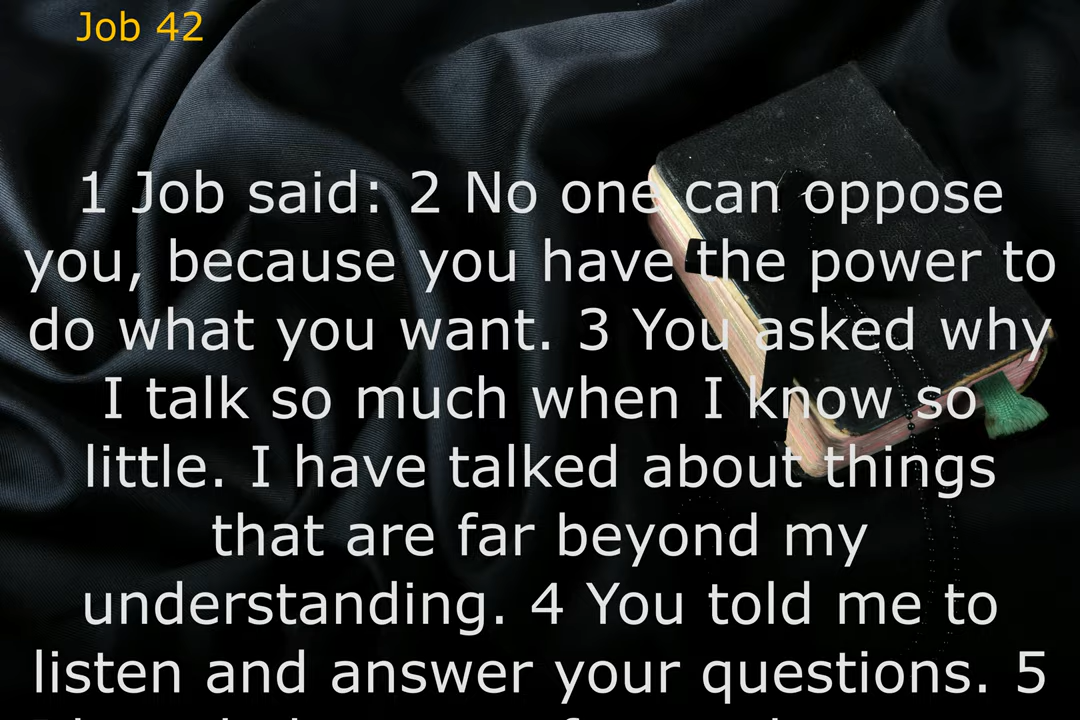 Job 42
1 Job said: 2 No one can oppose
you, because you have the power to
do what you want. 3 You asked why
I talk so much when I know so
little. I have talked about things
that are far beyond my
understanding. 4 You told me to
listen and answer your questions. 5